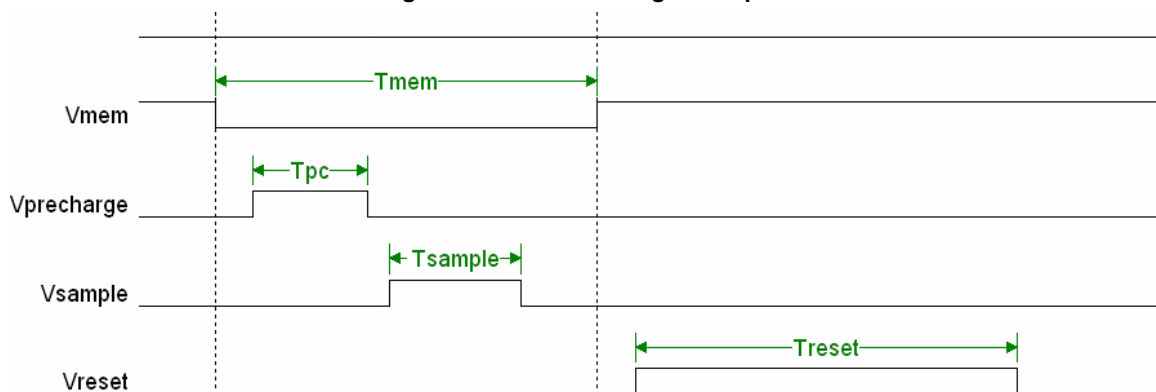 Tmem
Vmem
Tpc
Vprecharge
Tsample
Vsample
Treset
Vreset